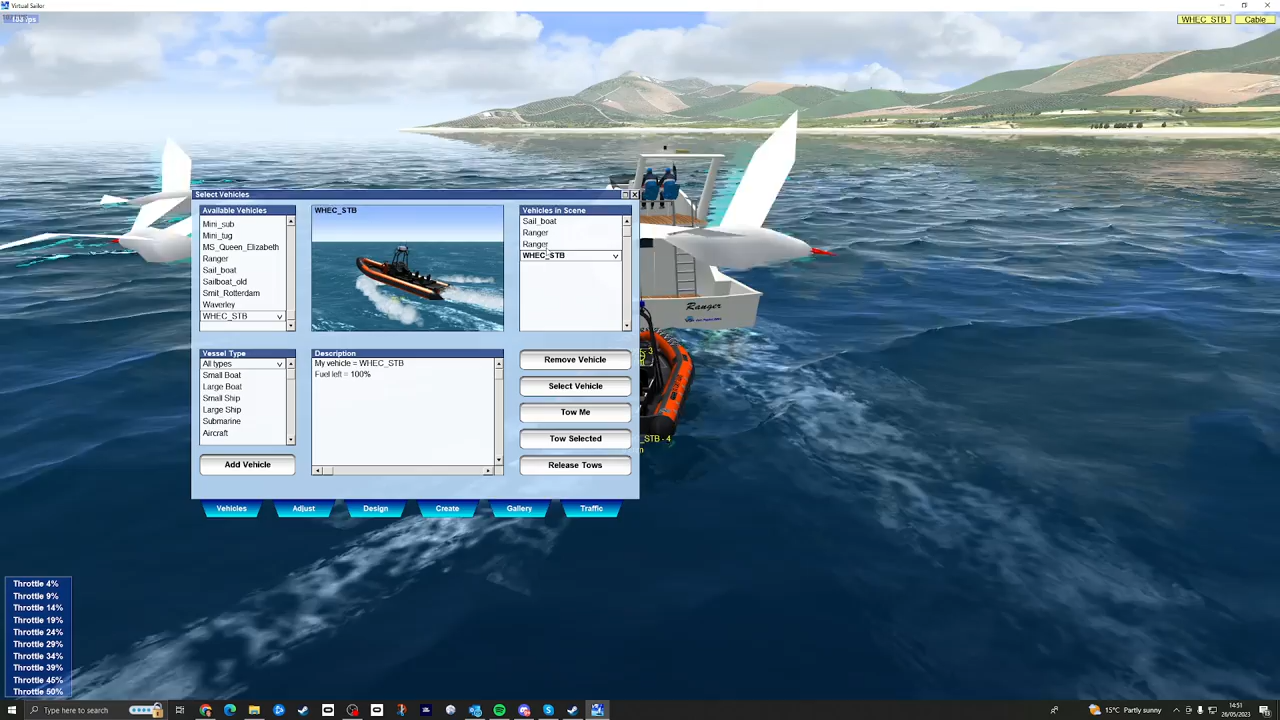 Virtual Sailor
WHEC_STB
Cable
Select Vehicles
Available Vehicles
Mini_sub
Mini_tug
MS_Queen_Elizabeth
Ranger
Sail_boat
Sailboat_old
Smit_Rotterdam
Waverley
WHEC_STB
WHEC_STB
Vehicles in Scene
Sail_boat
Ranger
Ranger
WHEC_STB
Ranger
Vessel Type
All types
Small Boat
Large Boat
Small Ship
Large Ship
Submarine
Aircraft
Add Vehicle
Description
My vehicle = WHEC_STB
Fuel left = 100%
Remove Vehicle
Select Vehicle
Tow Me
Tow Selected
Release Tows
_STB - 4
Vehicles
Adjust
Design
Create
Gallery
Traffic
Throttle 4%
Throttle 9%
Throttle 14%
Throttle 19%
Throttle 24%
Throttle 29%
Throttle 34%
Throttle 39%
Throttle 45%
Throttle 50%
Type here to search
15°C Partly sunny
14:51
26/05/2023